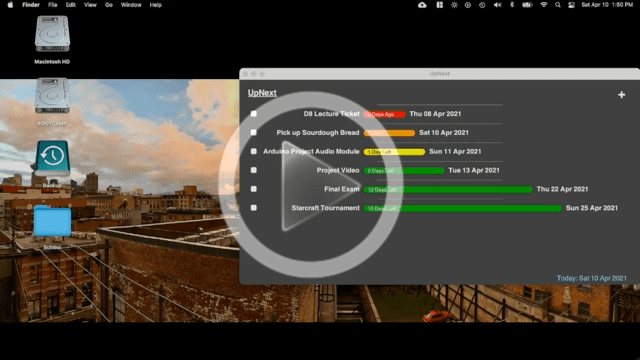 Finder File Edit View Go Window Help
Sat Apr 10 1:50 PM
Macintosh HD
BOOTCAMP
School
UpNext
UpNext
+
D8 Lecture Ticket 2 Days Ago Thu 08 Apr 2021
Pick up Sourdough Bread Sat 10 Apr 2021
Arduino Project Audio Module 1 Day Left Sun 11 Apr 2021
Project Video 3 Days Left Tue 13 Apr 2021
Final Exam 12 Days Left Thu 22 Apr 2021
Starcraft Tournament 15 Days Left Sun 25 Apr 2021
Today: Sat 10 Apr 2021